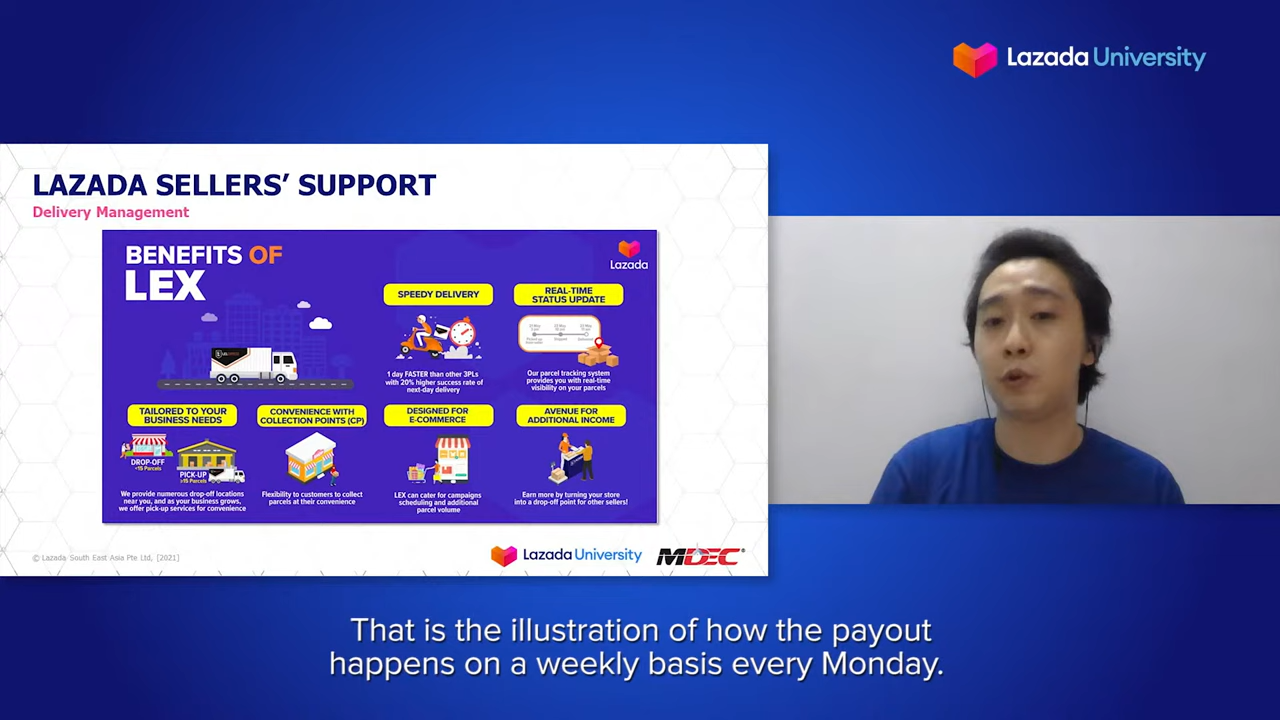 Lazada University
LAZADA SELLERS' SUPPORT
Delivery Management
BENEFITS OF
LEX
Lazada
SPEEDY DELIVERY
1 day FASTER than other 3PLs
with 20% higher success rate of
next-day delivery
REAL-TIME
STATUS UPDATE
Our parcel tracking system
provides you with real-time
visibility on your parcels
TAILORED TO YOUR
BUSINESS NEEDS
DROP-OFF
<15 Parcels
PICK-UP
≥15 Parcels
We provide numerous drop-off locations
near you, and as your business grows,
we offer pick-up services for convenience
CONVENIENCE WITH
COLLECTION POINTS (CP)
Flexibility to customers to collect
parcels at their convenience
DESIGNED FOR
E-COMMERCE
LEX can cater for campaigns
scheduling and additional
parcel volume
AVENUE FOR
ADDITIONAL INCOME
Earn more by turning your store
into a drop-off point for other sellers!
© Lazada South East Asia Pte Ltd, [2021]
Lazada University
MDEC
That is the illustration of how the payout
happens on a weekly basis every Monday.